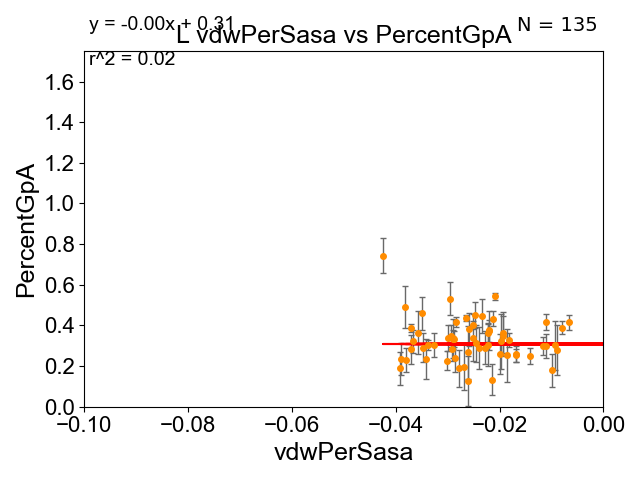 y = -0.00x + 0.31
N = 135
L vdwPerSasa vs PercentGpA
r^2 = 0.02
PercentGpA
1.6
1.4
1.2
1.0
0.8
0.6
0.4
0.2
0.0
−0.10
−0.08
−0.06
−0.04
−0.02
0.00
vdwPerSasa